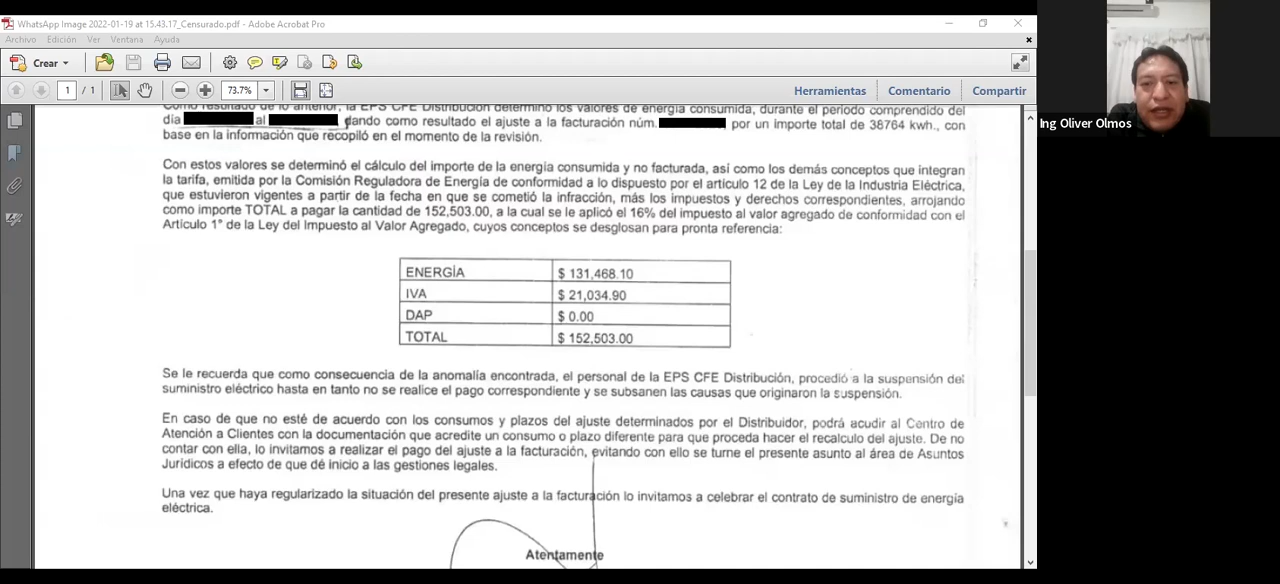 WhatsApp Image 2022-01-19 at 15.43.17_Censurado.pdf - Adobe Acrobat Pro
Archivo Edición Ver Ventana Ayuda
Crear
1 / 1 73.7% Herramientas Comentario Compartir
Como resultado de lo anterior, la EPS CFE Distribución determinó los valores de energía consumida, durante el periodo comprendido del
día al dando como resultado el ajuste a la facturación núm. por un importe total de 38764 kwh., con
base en la información que recopiló en el momento de la revisión.
Con estos valores se determinó el cálculo del importe de la energía consumida y no facturada, así como los demás conceptos que integran
la tarifa, emitida por la Comisión Reguladora de Energía de conformidad a lo dispuesto por el artículo 12 de la Ley de la Industria Eléctrica,
que estuvieron vigentes a partir de la fecha en que se cometió la infracción, más los impuestos y derechos correspondientes, arrojando
como importe TOTAL a pagar la cantidad de 152,503.00, a la cual se le aplicó el 16% del impuesto al valor agregado de conformidad con el
Artículo 1° de la Ley del Impuesto al Valor Agregado, cuyos conceptos se desglosan para pronta referencia:
ENERGÍA $ 131,468.10
IVA $ 21,034.90
DAP $ 0.00
TOTAL $ 152,503.00
Se le recuerda que como consecuencia de la anomalía encontrada, el personal de la EPS CFE Distribución, procedió a la suspensión del
suministro eléctrico hasta en tanto no se realice el pago correspondiente y se subsanen las causas que originaron la suspensión.
En caso de que no esté de acuerdo con los consumos y plazos del ajuste determinados por el Distribuidor, podrá acudir al Centro de
Atención a Clientes con la documentación que acredite un consumo o plazo diferente para que proceda hacer el recalculo del ajuste. De no
contar con ella, lo invitamos a realizar el pago del ajuste a la facturación, evitando con ello se turne el presente asunto al área de Asuntos
Jurídicos a efecto de que dé inicio a las gestiones legales.
Una vez que haya regularizado la situación del presente ajuste a la facturación lo invitamos a celebrar el contrato de suministro de energía
eléctrica.
Atentamente
Ing Oliver Olmos